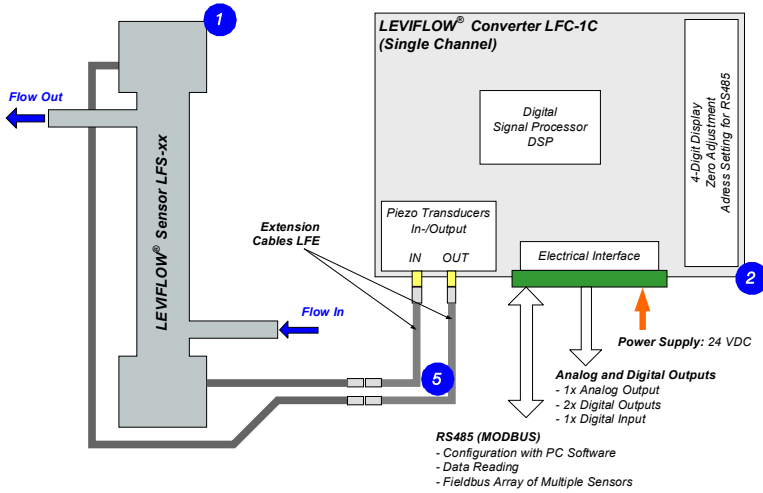 1
LEVIFLOW® Converter LFC-1C
(Single Channel)
Flow Out
Digital
Signal Processor
DSP
4-Digit Display
Zero Adjustment
Adress Setting for RS485
LEVIFLOW® Sensor LFS-xx
Piezo Transducers
In-/Output
IN OUT
Extension
Cables LFE
Electrical Interface
2
Flow In
Power Supply: 24 VDC
5
Analog and Digital Outputs
- 1x Analog Output
- 2x Digital Outputs
- 1x Digital Input
RS485 (MODBUS)
- Configuration with PC Software
- Data Reading
- Fieldbus Array of Multiple Sensors